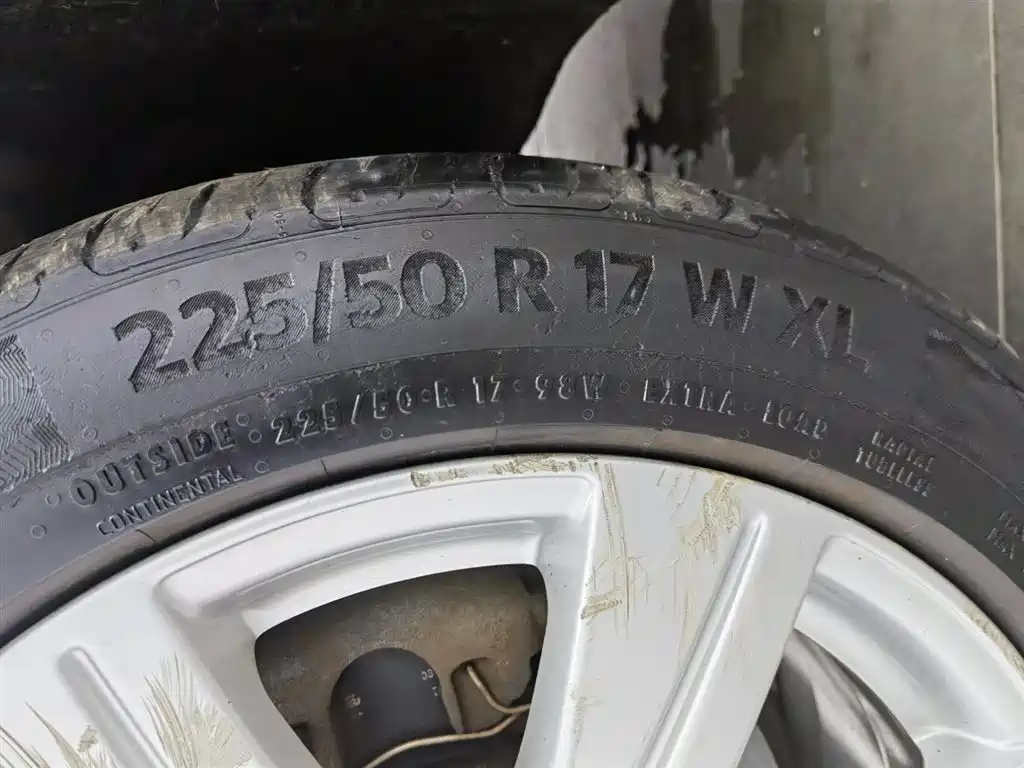 225/50 R 17 W XL
OUTSIDE 225/50 R 17 98W EXTRA LOAD
RADIAL
TUBELESS
CONTINENTAL